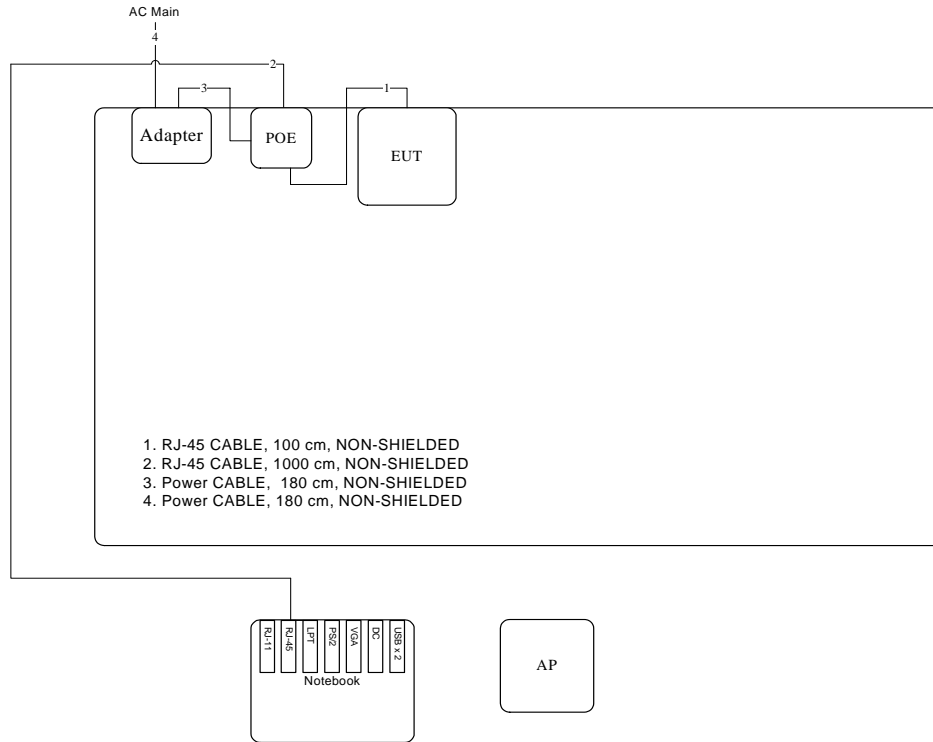 AC Main
4
2
3
1
Adapter
POE
EUT
1. RJ-45 CABLE, 100 cm, NON-SHIELDED
2. RJ-45 CABLE, 1000 cm, NON-SHIELDED
3. Power CABLE, 180 cm, NON-SHIELDED
4. Power CABLE, 180 cm, NON-SHIELDED
RJ-11
RJ-45
LPT
PS/2
VGA
DC
USB x 2
Notebook
AP